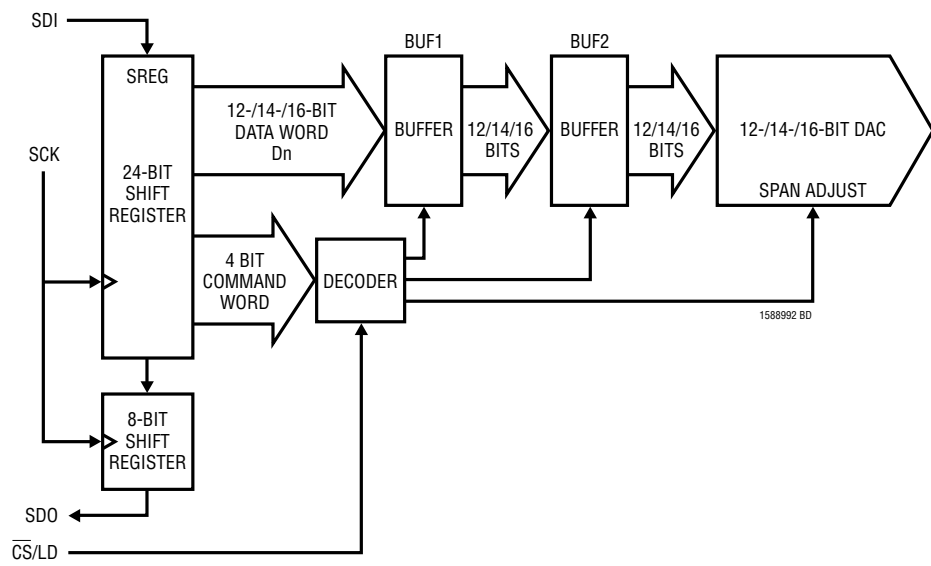 SDI
BUF1
BUF2
SREG
12-/14-/16-BIT
DATA WORD
Dn
BUFFER
12/14/16
BITS
BUFFER
12/14/16
BITS
12-/14-/16-BIT DAC
SPAN ADJUST
SCK
24-BIT
SHIFT
REGISTER
4 BIT
COMMAND
WORD
DECODER
1588992 BD
8-BIT
SHIFT
REGISTER
SDO
C̅S̅/LD